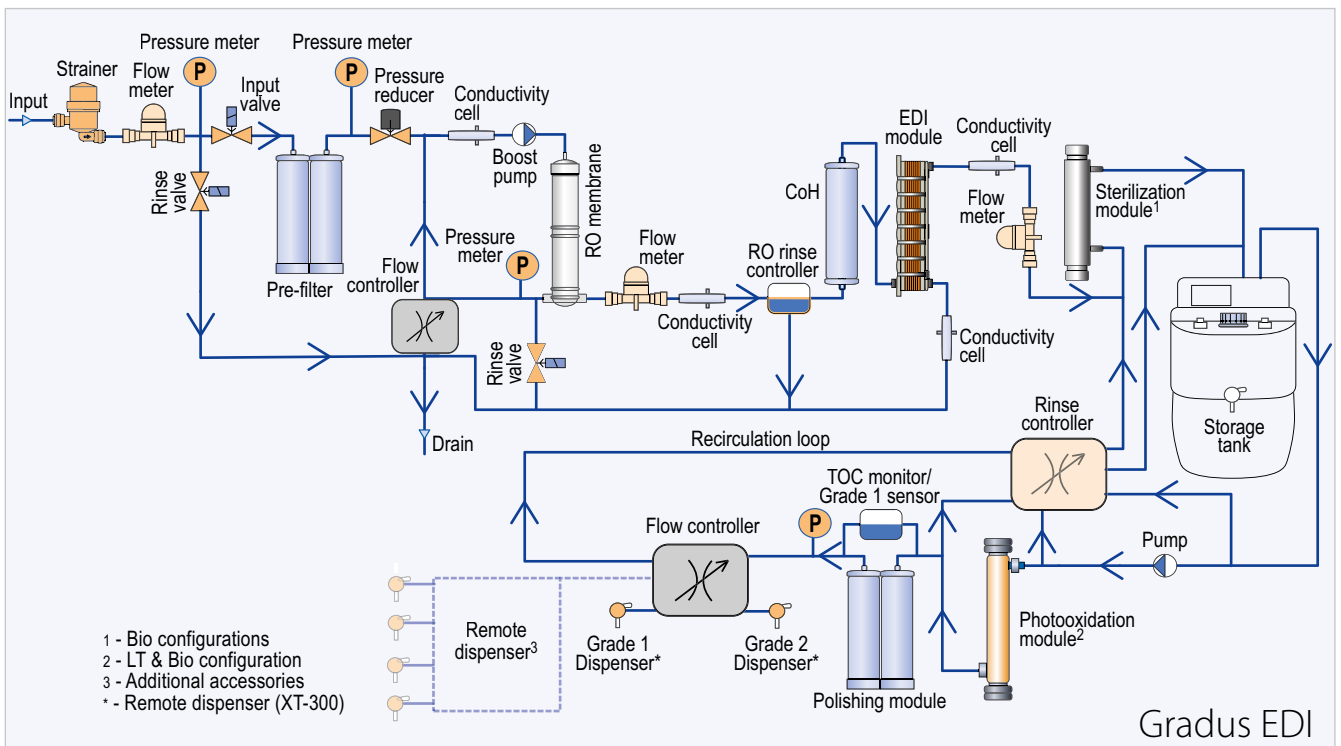 Pressure meter
Pressure meter
Strainer
Flow
meter
P
Input
valve
P
Pressure
reducer
Conductivity
cell
Input
EDI
module
Conductivity
cell
Boost
pump
Rinse
valve
RO membrane
CoH
Flow
meter
Sterilization
module1
Pre-filter
Flow
controller
Pressure
meter
P
Flow
meter
RO rinse
controller
Conductivity
cell
Conductivity
cell
Rinse
valve
Drain
Storage
tank
Rinse
controller
Recirculation loop
TOC monitor/
Grade 1 sensor
Flow controller
P
Pump
Remote
dispenser3
Grade 1
Dispenser*
Grade 2
Dispenser*
Polishing module
Photooxidation
module2
1 - Bio configurations
2 - LT & Bio configuration
3 - Additional accessories
* - Remote dispenser (XT-300)
Gradus EDI